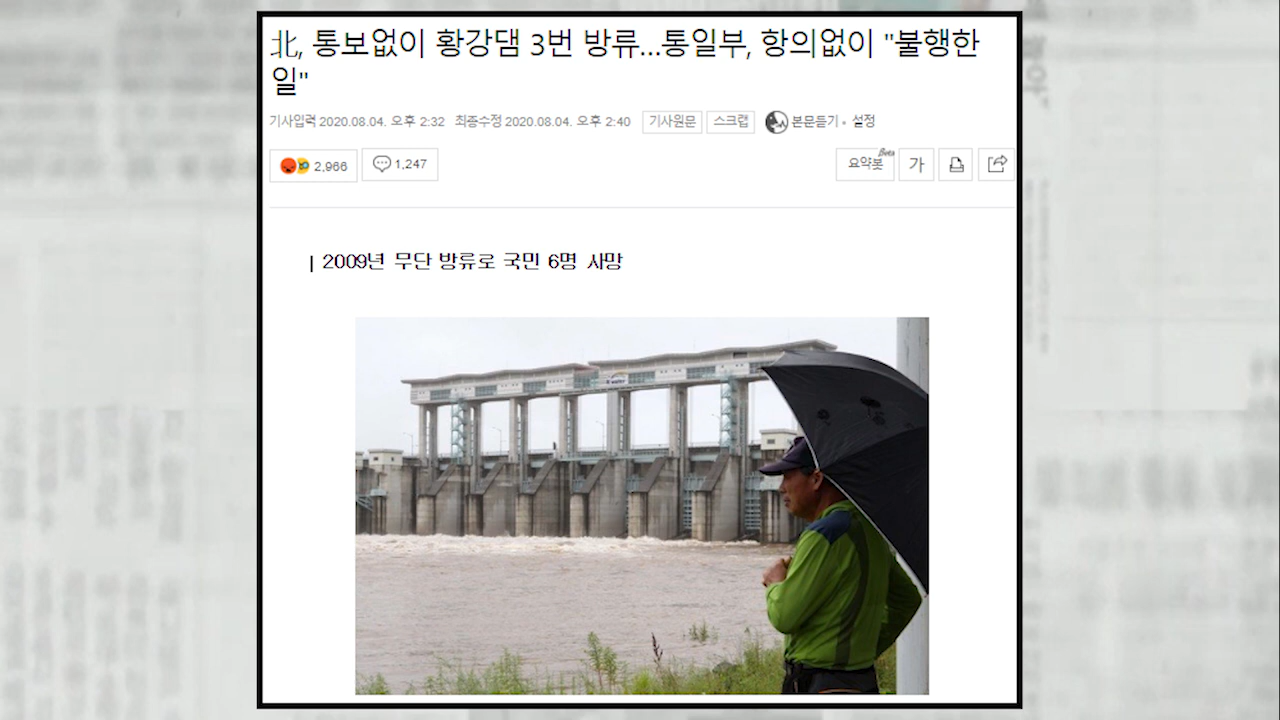 北, 통보없이 황강댐 3번 방류…통일부, 항의없이 "불행한
일"
기사입력 2020.08.04. 오후 2:32 최종수정 2020.08.04. 오후 2:40 기사원문 스크랩 본문듣기 · 설정
2,966 1,247 요약봇 Beta 가
| 2009년 무단 방류로 국민 6명 사망